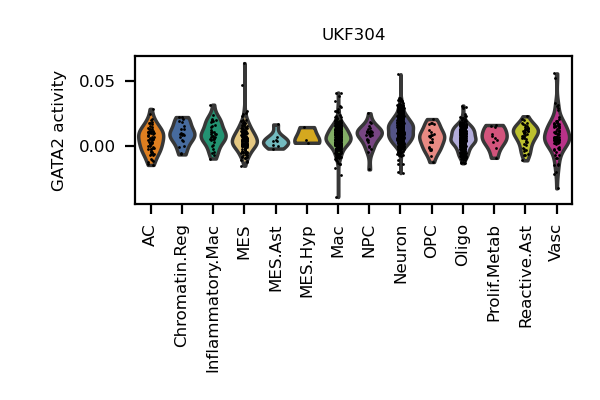 UKF304
GATA2 activity
0.05
0.00
AC
Chromatin.Reg
Inflammatory.Mac
MES
MES.Ast
MES.Hyp
Mac
NPC
Neuron
OPC
Oligo
Prolif.Metab
Reactive.Ast
Vasc